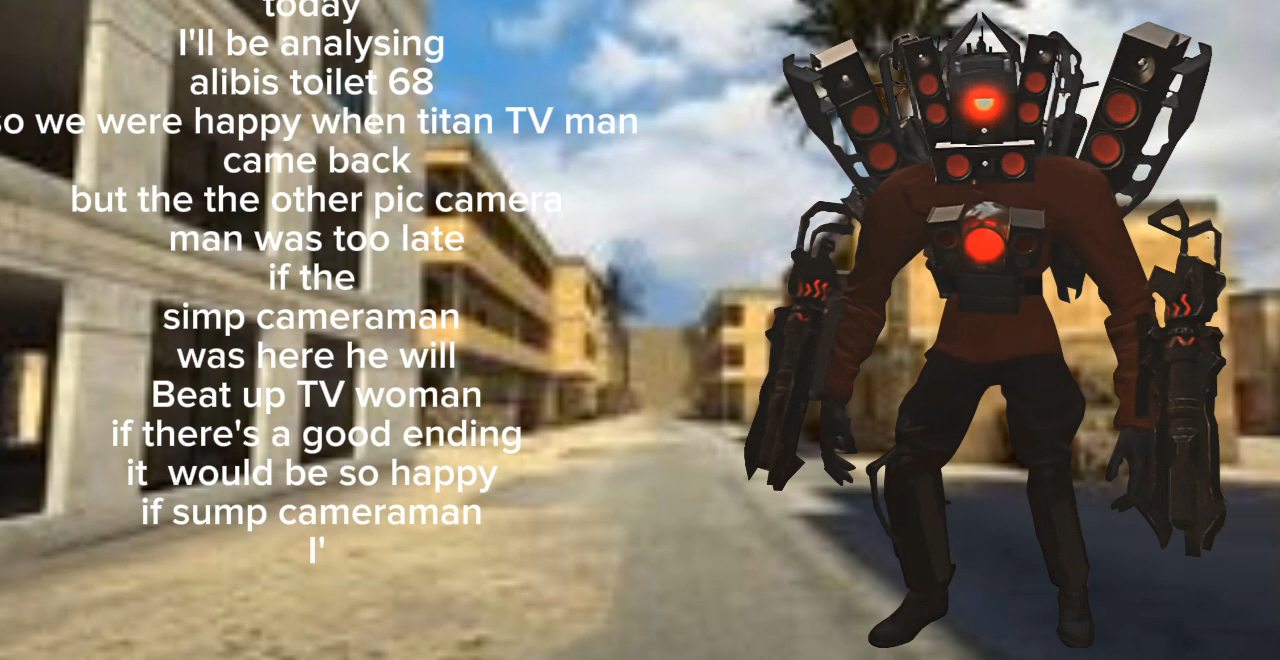 today
I'll be analysing
alibis toilet 68
so we were happy when titan TV man
came back
but the the other pic camera
man was too late
if the
simp cameraman
was here he will
Beat up TV woman
if there's a good ending
it  would be so happy
if sump cameraman
I'